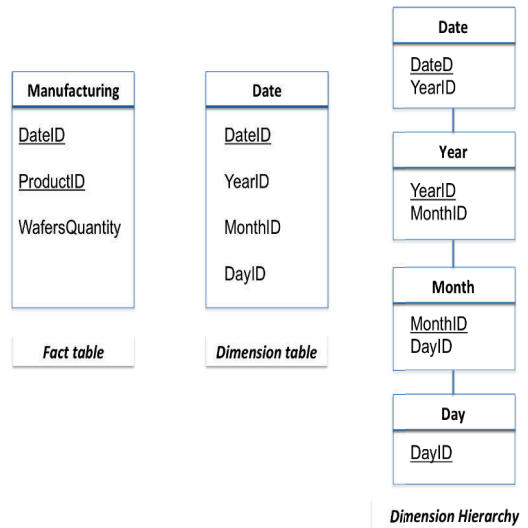 Manufacturing
DateID
ProductID
WafersQuantity
Fact table
Date
DateID
YearID
MonthID
DayID
Dimension table
Date
DateD
YearID
Year
YearID
MonthID
Month
MonthID
DayID
Day
DayID
Dimension Hierarchy